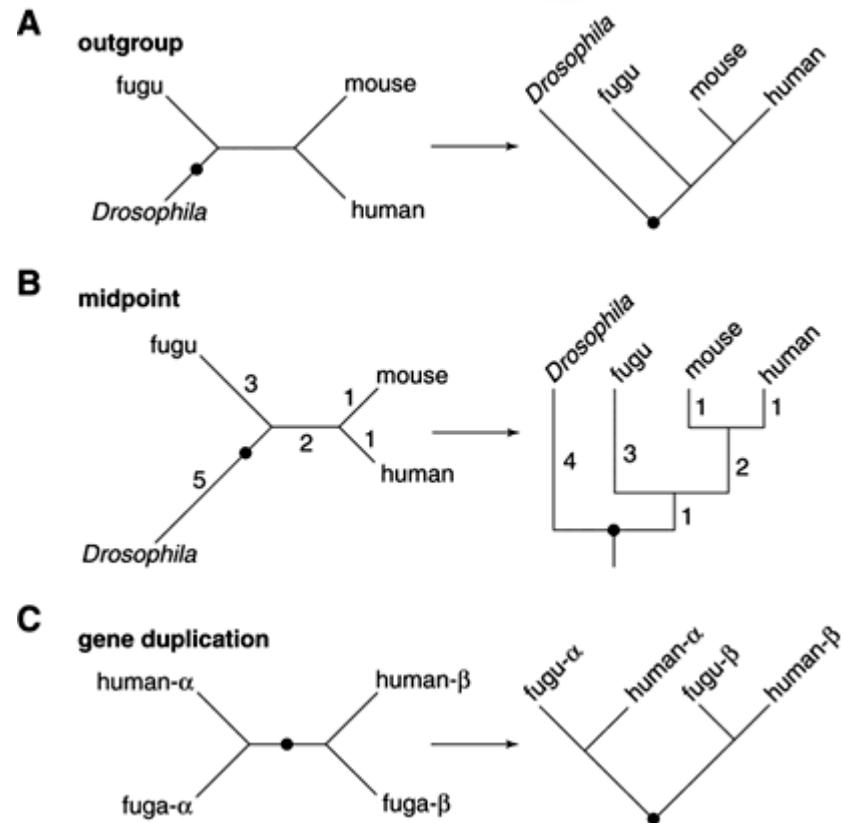 A
outgroup
fugu
mouse
Drosophila
human
Drosophila
fugu
mouse
human
B
midpoint
fugu
3
1
mouse
2
1
human
5
Drosophila
Drosophila
fugu
mouse
human
4
3
1
1
2
1
C
gene duplication
human-α
human-β
fuga-α
fuga-β
fugu-α
human-α
fugu-β
human-β